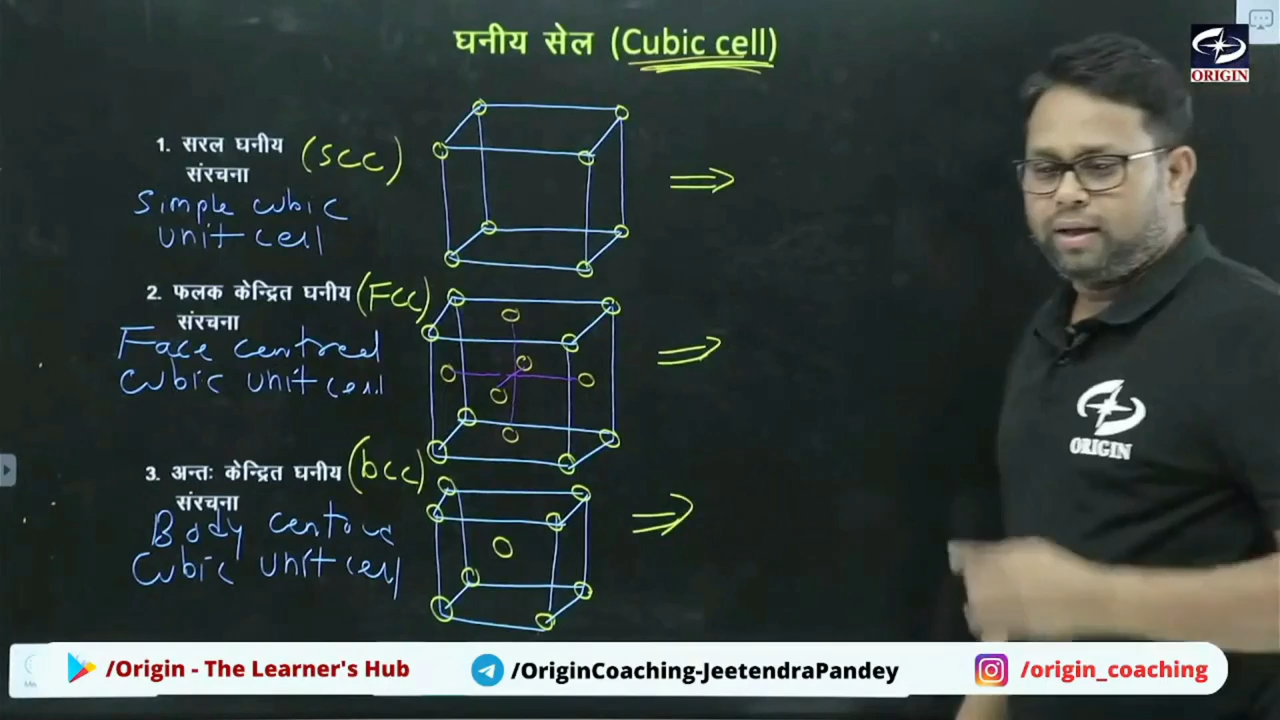 घनीय सेल (Cubic cell)
ORIGIN
1. सरल घनीय (scc)
संरचना
Simple cubic
unit cell
2. फलक केन्द्रित घनीय (Fcc)
संरचना
Face centred
Cubic unit cell
ORIGIN
3. अन्तः केन्द्रित घनीय (bcc)
संरचना
Body
Cubic unit cell
/Origin - The Learner's Hub
/OriginCoaching-JeetendraPandey
/origin_coaching